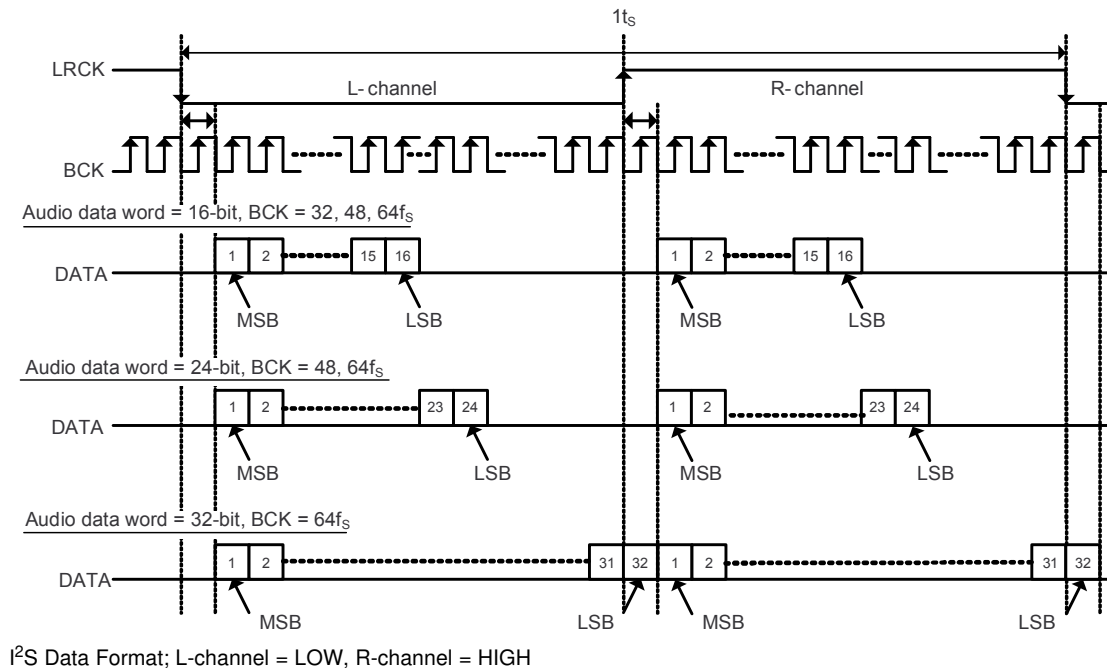 1tS
LRCK
L- channel
R- channel
BCK
Audio data word = 16-bit, BCK = 32, 48, 64fS
1 2 15 16 1 2 15 16
DATA
MSB LSB MSB LSB
Audio data word = 24-bit, BCK = 48, 64fS
1 2 23 24 1 2 23 24
DATA
MSB LSB MSB LSB
Audio data word = 32-bit, BCK = 64fS
1 2 31 32 1 2 31 32
DATA
MSB LSB MSB LSB
I²S Data Format; L-channel = LOW, R-channel = HIGH